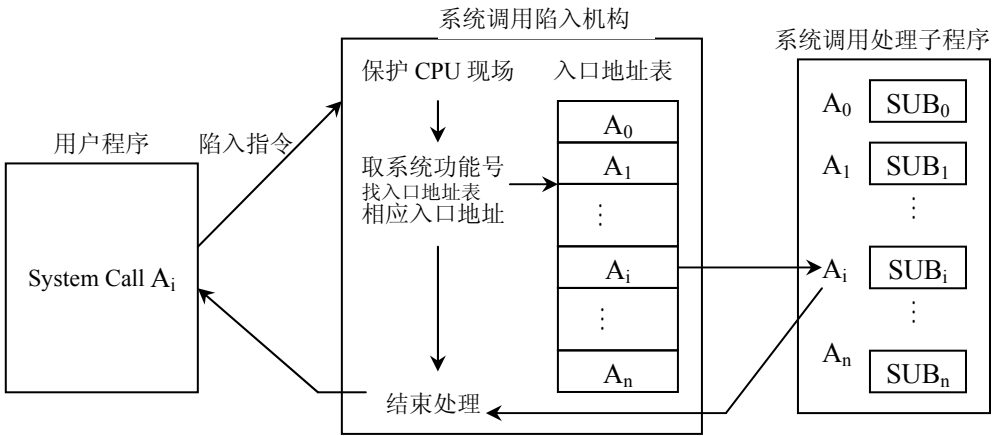 系统调用陷入机构
系统调用处理子程序
用户程序
陷入指令
System Call Ai
保护 CPU 现场
取系统功能号
找入口地址表
相应入口地址
结束处理
入口地址表
A0
A1
⋮
Ai
⋮
An
A0 SUB0
A1 SUB1
⋮
Ai SUBi
⋮
An SUBn